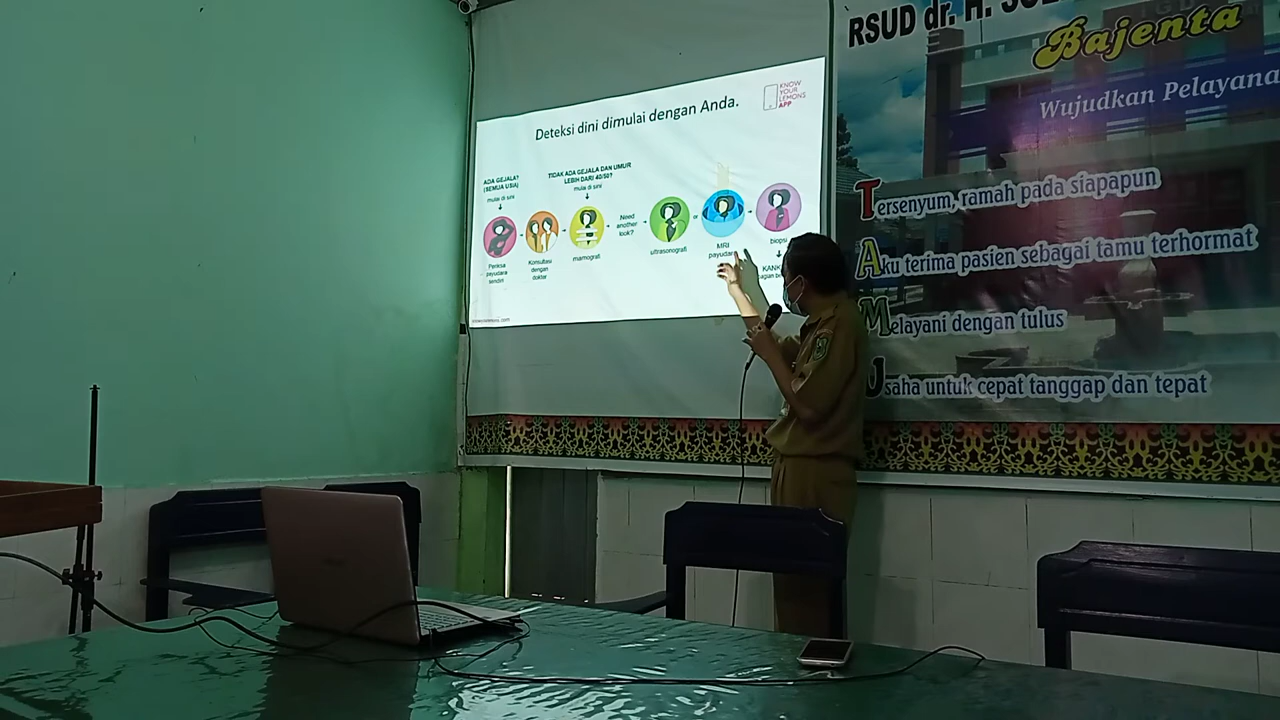 Deteksi dini dimulai dengan Anda.
KNOW
YOUR
LEMONS
APP
ADA GEJALA?
(SEMUA USIA)
mulai di sini
TIDAK ADA GEJALA DAN UMUR
LEBIH DARI 40/50?
mulai di sini
Periksa
payudara
sendiri
Konsultasi
dengan
dokter
mamografi
Need
another
look?
ultrasonografi
or
MRI
payudara
biopsi
RSUD dr. H.
Bajenta
Wujudkan
Tersenyum, ramah pada siapapun
Aku terima pasien sebagai tamu terhormat
Melayani dengan tulus
Usaha untuk cepat tanggap dan tepat